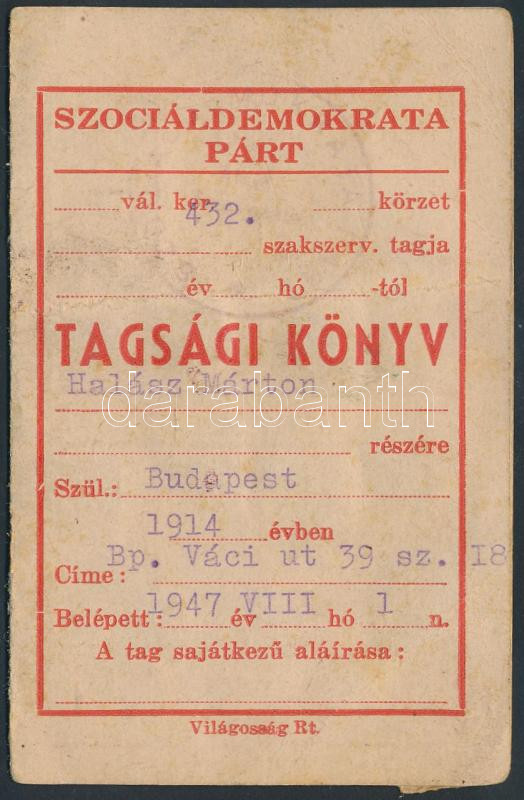 SZOCIÁLDEMOKRATA
PÁRT
vál. ker. 432. körzet
szakszerv. tagja
év hó -tól
TAGSÁGI KÖNYV
Halász Márton
darabanth
részére
Szül.: Budapest
1914 évben
Címe: Bp. Váci ut 39 sz. I8
Belépett: 1947 év VIII hó 1 n.
A tag sajátkezű aláírása:
Világosság Rt.